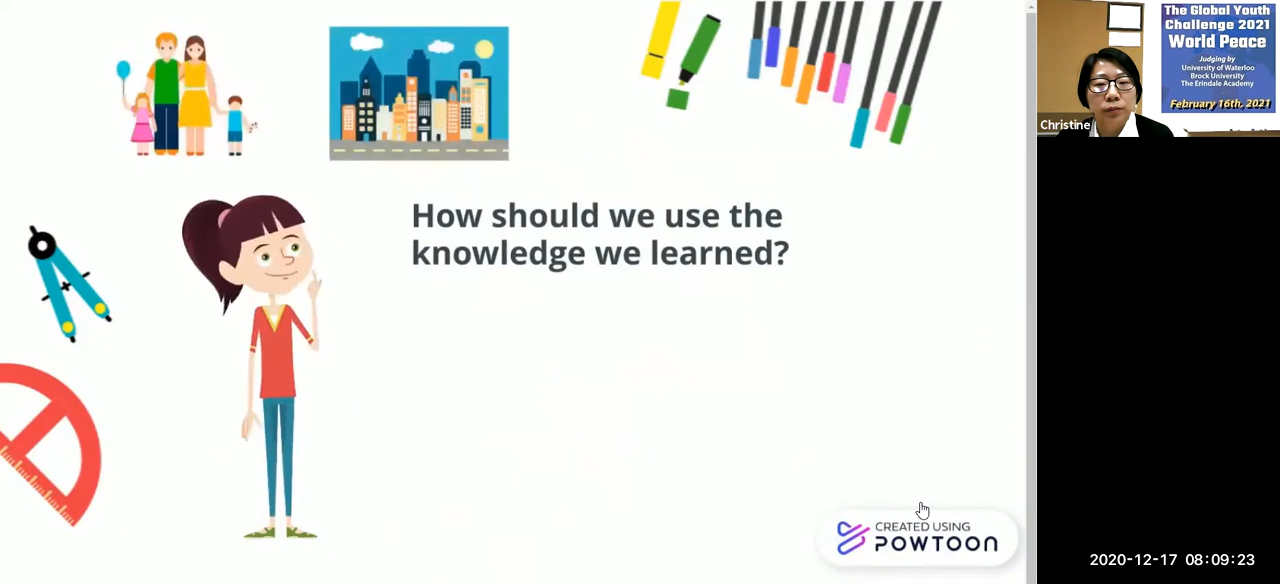 How should we use the
knowledge we learned?
CREATED USING
POWTOON
The Global Youth
Challenge 2021
World Peace
Judging by
University of Waterloo
Brock University
The Erindale Academy
February 16th, 2021
Christine
2020-12-17 08:09:23